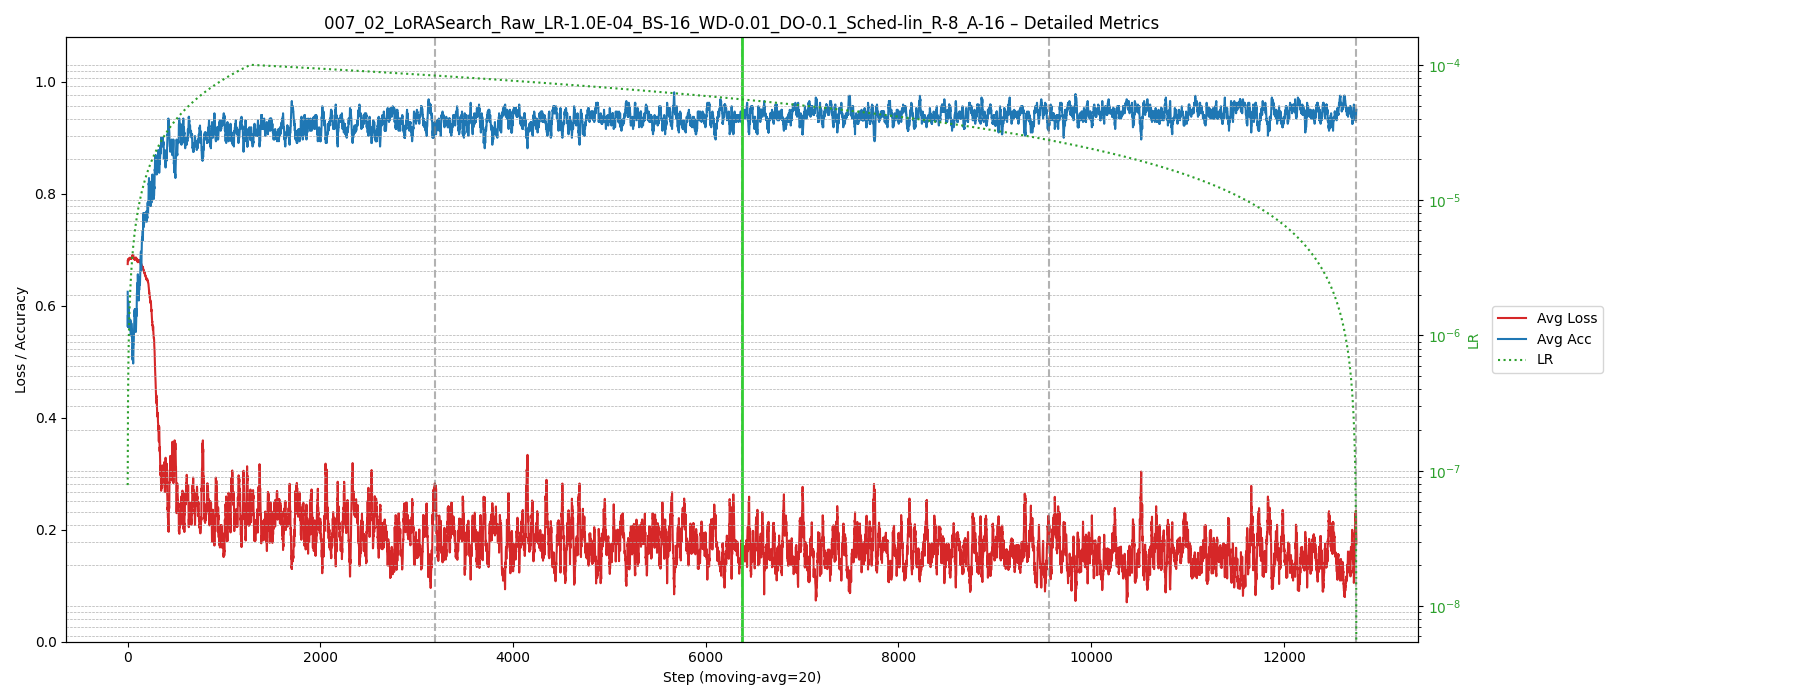 007_02_LoRASearch_Raw_LR-1.0E-04_BS-16_WD-0.01_DO-0.1_Sched-lin_R-8_A-16 – Detailed Metrics
Loss / Accuracy
1.0
0.8
0.6
0.4
0.2
0.0
0
2000
4000
6000
8000
10000
12000
Step (moving-avg=20)
10⁻⁴
10⁻⁵
10⁻⁶
10⁻⁷
10⁻⁸
LR
Avg Loss
Avg Acc
LR